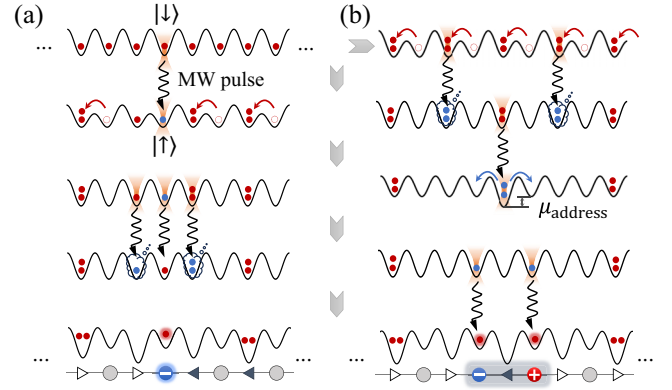 (a)
|↓⟩
...
...
MW pulse
|↑⟩
...
...
−
(b)
μaddress
...
− +